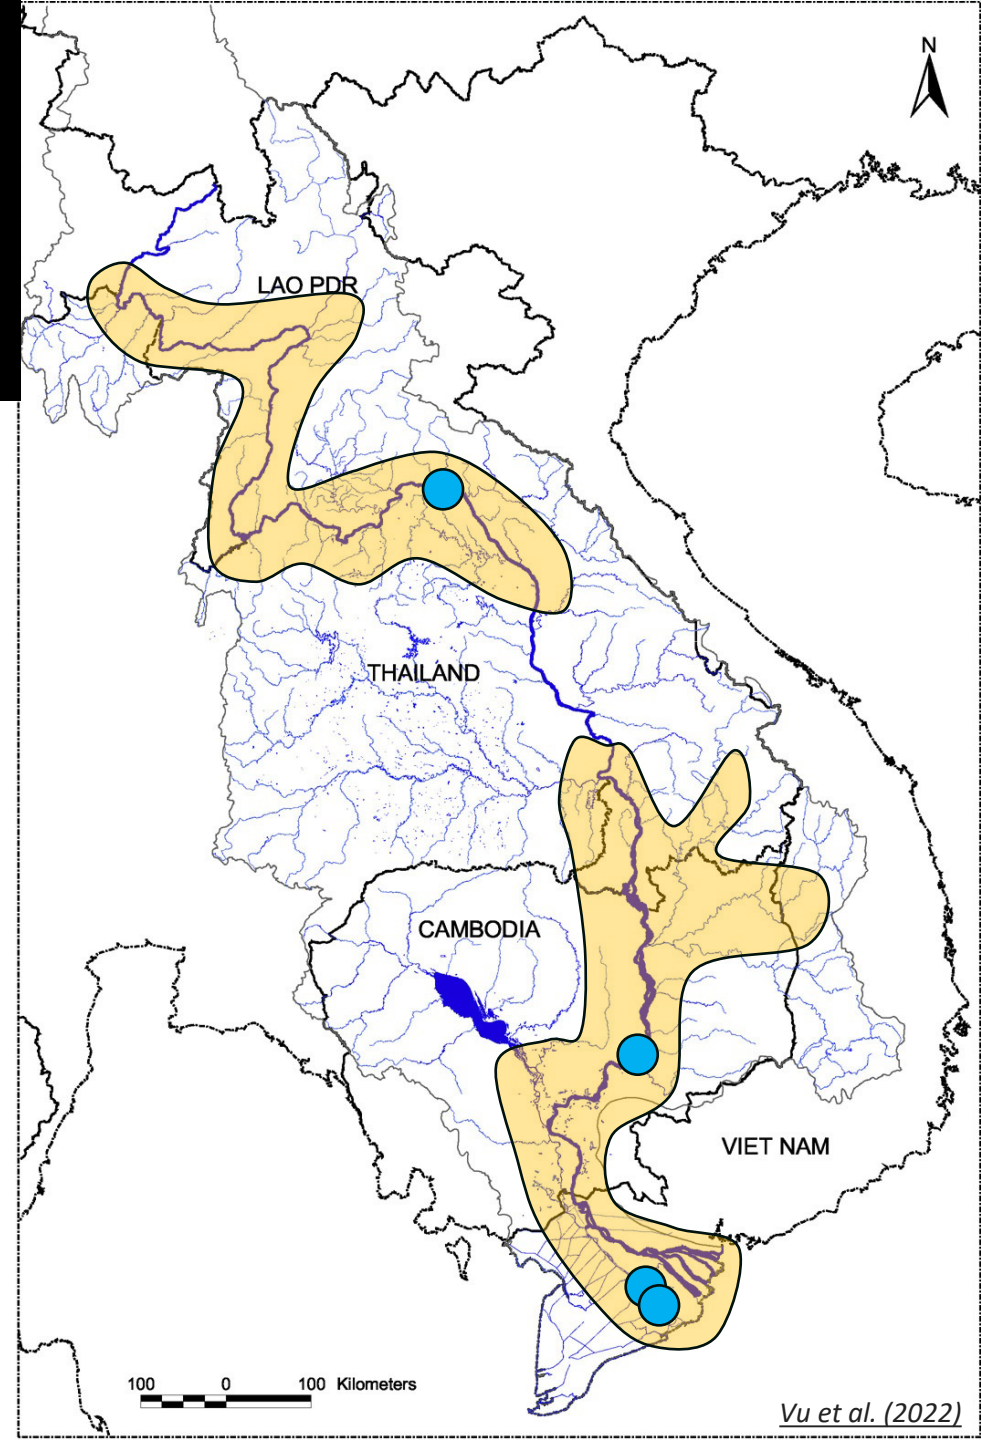 N
LAO PDR
THAILAND
CAMBODIA
VIET NAM
100 0 100 Kilometers
Vu et al. (2022)